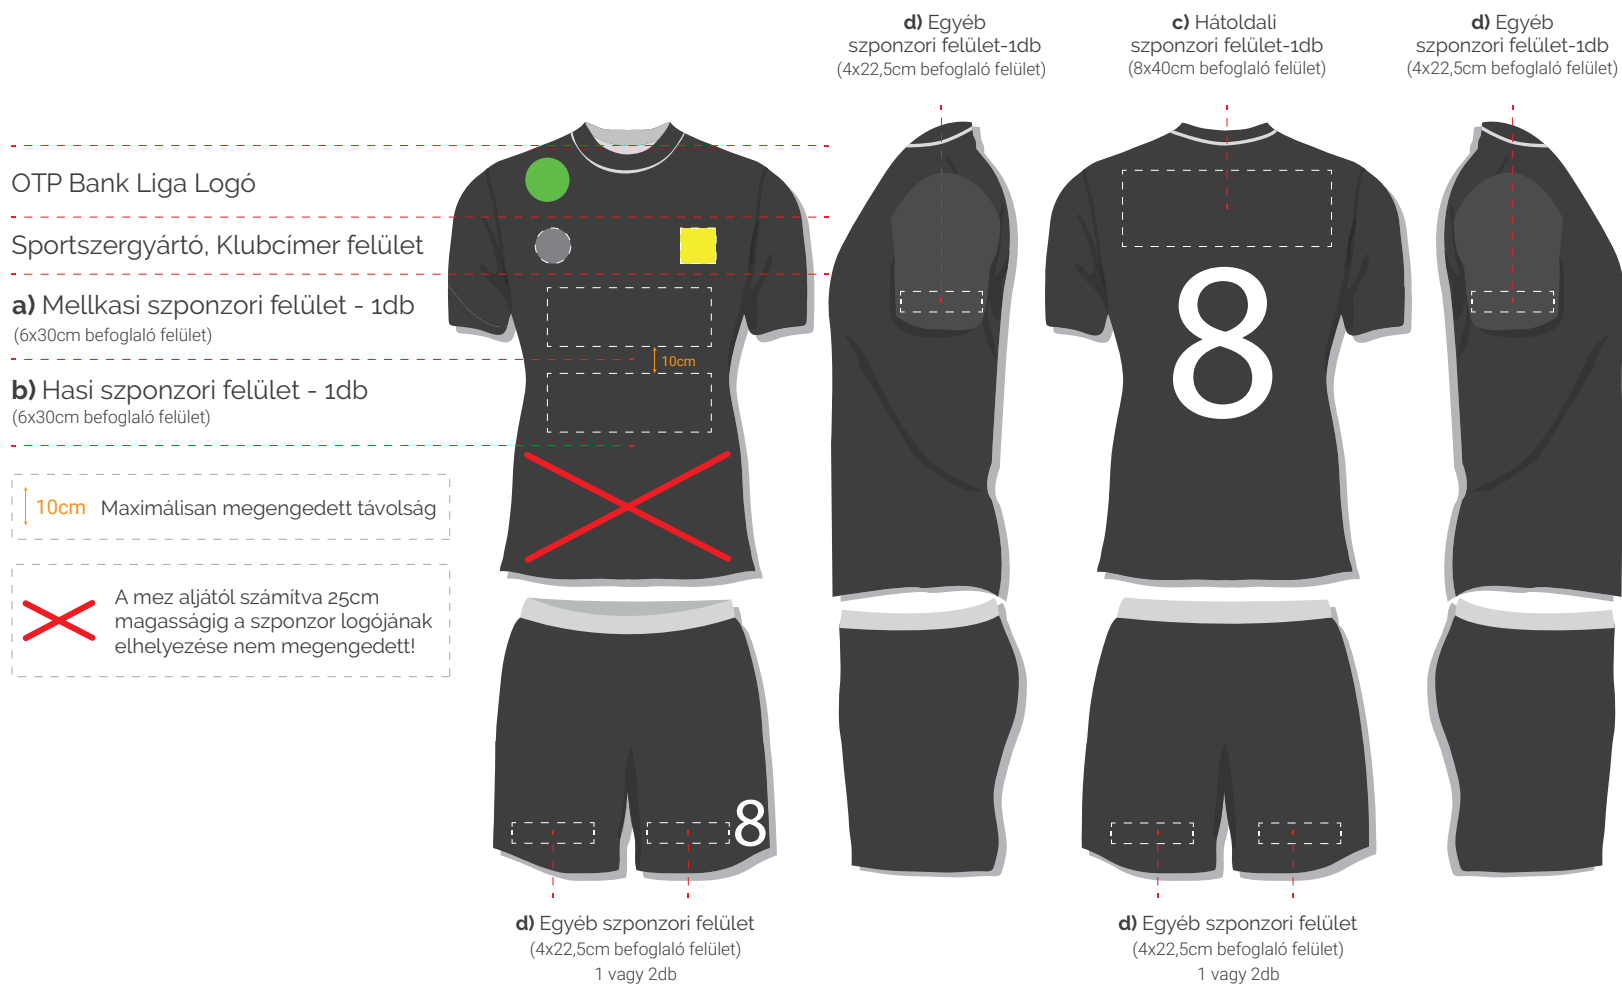 d) Egyéb
szponzori felület-1db
(4x22,5cm befoglaló felület)
c) Hátoldali
szponzori felület-1db
(8x40cm befoglaló felület)
d) Egyéb
szponzori felület-1db
(4x22,5cm befoglaló felület)
OTP Bank Liga Logó
Sportszergyártó, Klubcímer felület
a) Mellkasi szponzori felület - 1db
(6x30cm befoglaló felület)
10cm
b) Hasi szponzori felület - 1db
(6x30cm befoglaló felület)
10cm Maximálisan megengedett távolság
A mez aljától számítva 25cm
magasságig a szponzor logójának
elhelyezése nem megengedett!
8
8
d) Egyéb szponzori felület
(4x22,5cm befoglaló felület)
1 vagy 2db
d) Egyéb szponzori felület
(4x22,5cm befoglaló felület)
1 vagy 2db